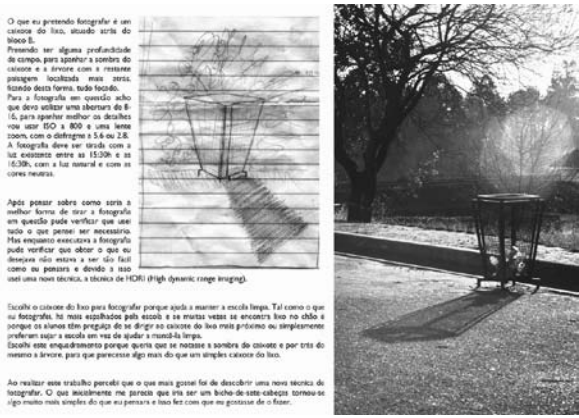 O que eu pretendo fotografar é um
caixote do lixo, situado atrás do
bloco B.
Pretendo ter alguma profundidade
de campo, para apanhar a sombra do
caixote e a árvore com a restante
paisagem localizada mais atrás,
ficando desta forma, tudo focado.
Para a fotografia em questão acho
que devo utilizar uma abertura de 8-
16, para apanhar melhor os detalhes
vou usar ISO a 800 e uma lente
zoom, com o diafragma a 5.6 ou 2.8.
A fotografia deve ser tirada com a
luz existente entre as 15:30h e as
16:30h, com a luz natural e com as
cores neutras.
Após pensar sobre como seria a
melhor forma de tirar a fotografia
em questão pude verificar que usei
tudo o que pensei ser necessário.
Mas enquanto executava a fotografia
pude verificar que obter o que eu
desejava não estava a ser tão fácil
como eu pensara e devido a isso
usei uma nova técnica, a técnica de HDRI (High dynamic range imaging).
Escolhi o caixote do lixo para fotografar porque ajuda a manter a escola limpa. Tal como o que
eu fotografei, há mais espalhados pela escola e se muitas vezes se encontra lixo no chão é
porque os alunos têm preguiça de se dirigir ao caixote do lixo mais próximo ou simplesmente
preferem sujar a escola em vez de ajudar a mantê-la limpa.
Escolhi este enquadramento porque queria que se notasse a sombra do caixote e por trás do
mesmo a árvore, para que parecesse algo mais do que um simples caixote do lixo.
Ao realizar este trabalho percebi que o que mais gostei foi de descobrir uma nova técnica de
fotografar. O que inicialmente me parecia que iria ser um bicho-de-sete-cabeças tornou-se
algo muito mais simples do que eu pensara e isso fez com que eu gostasse de o fazer.